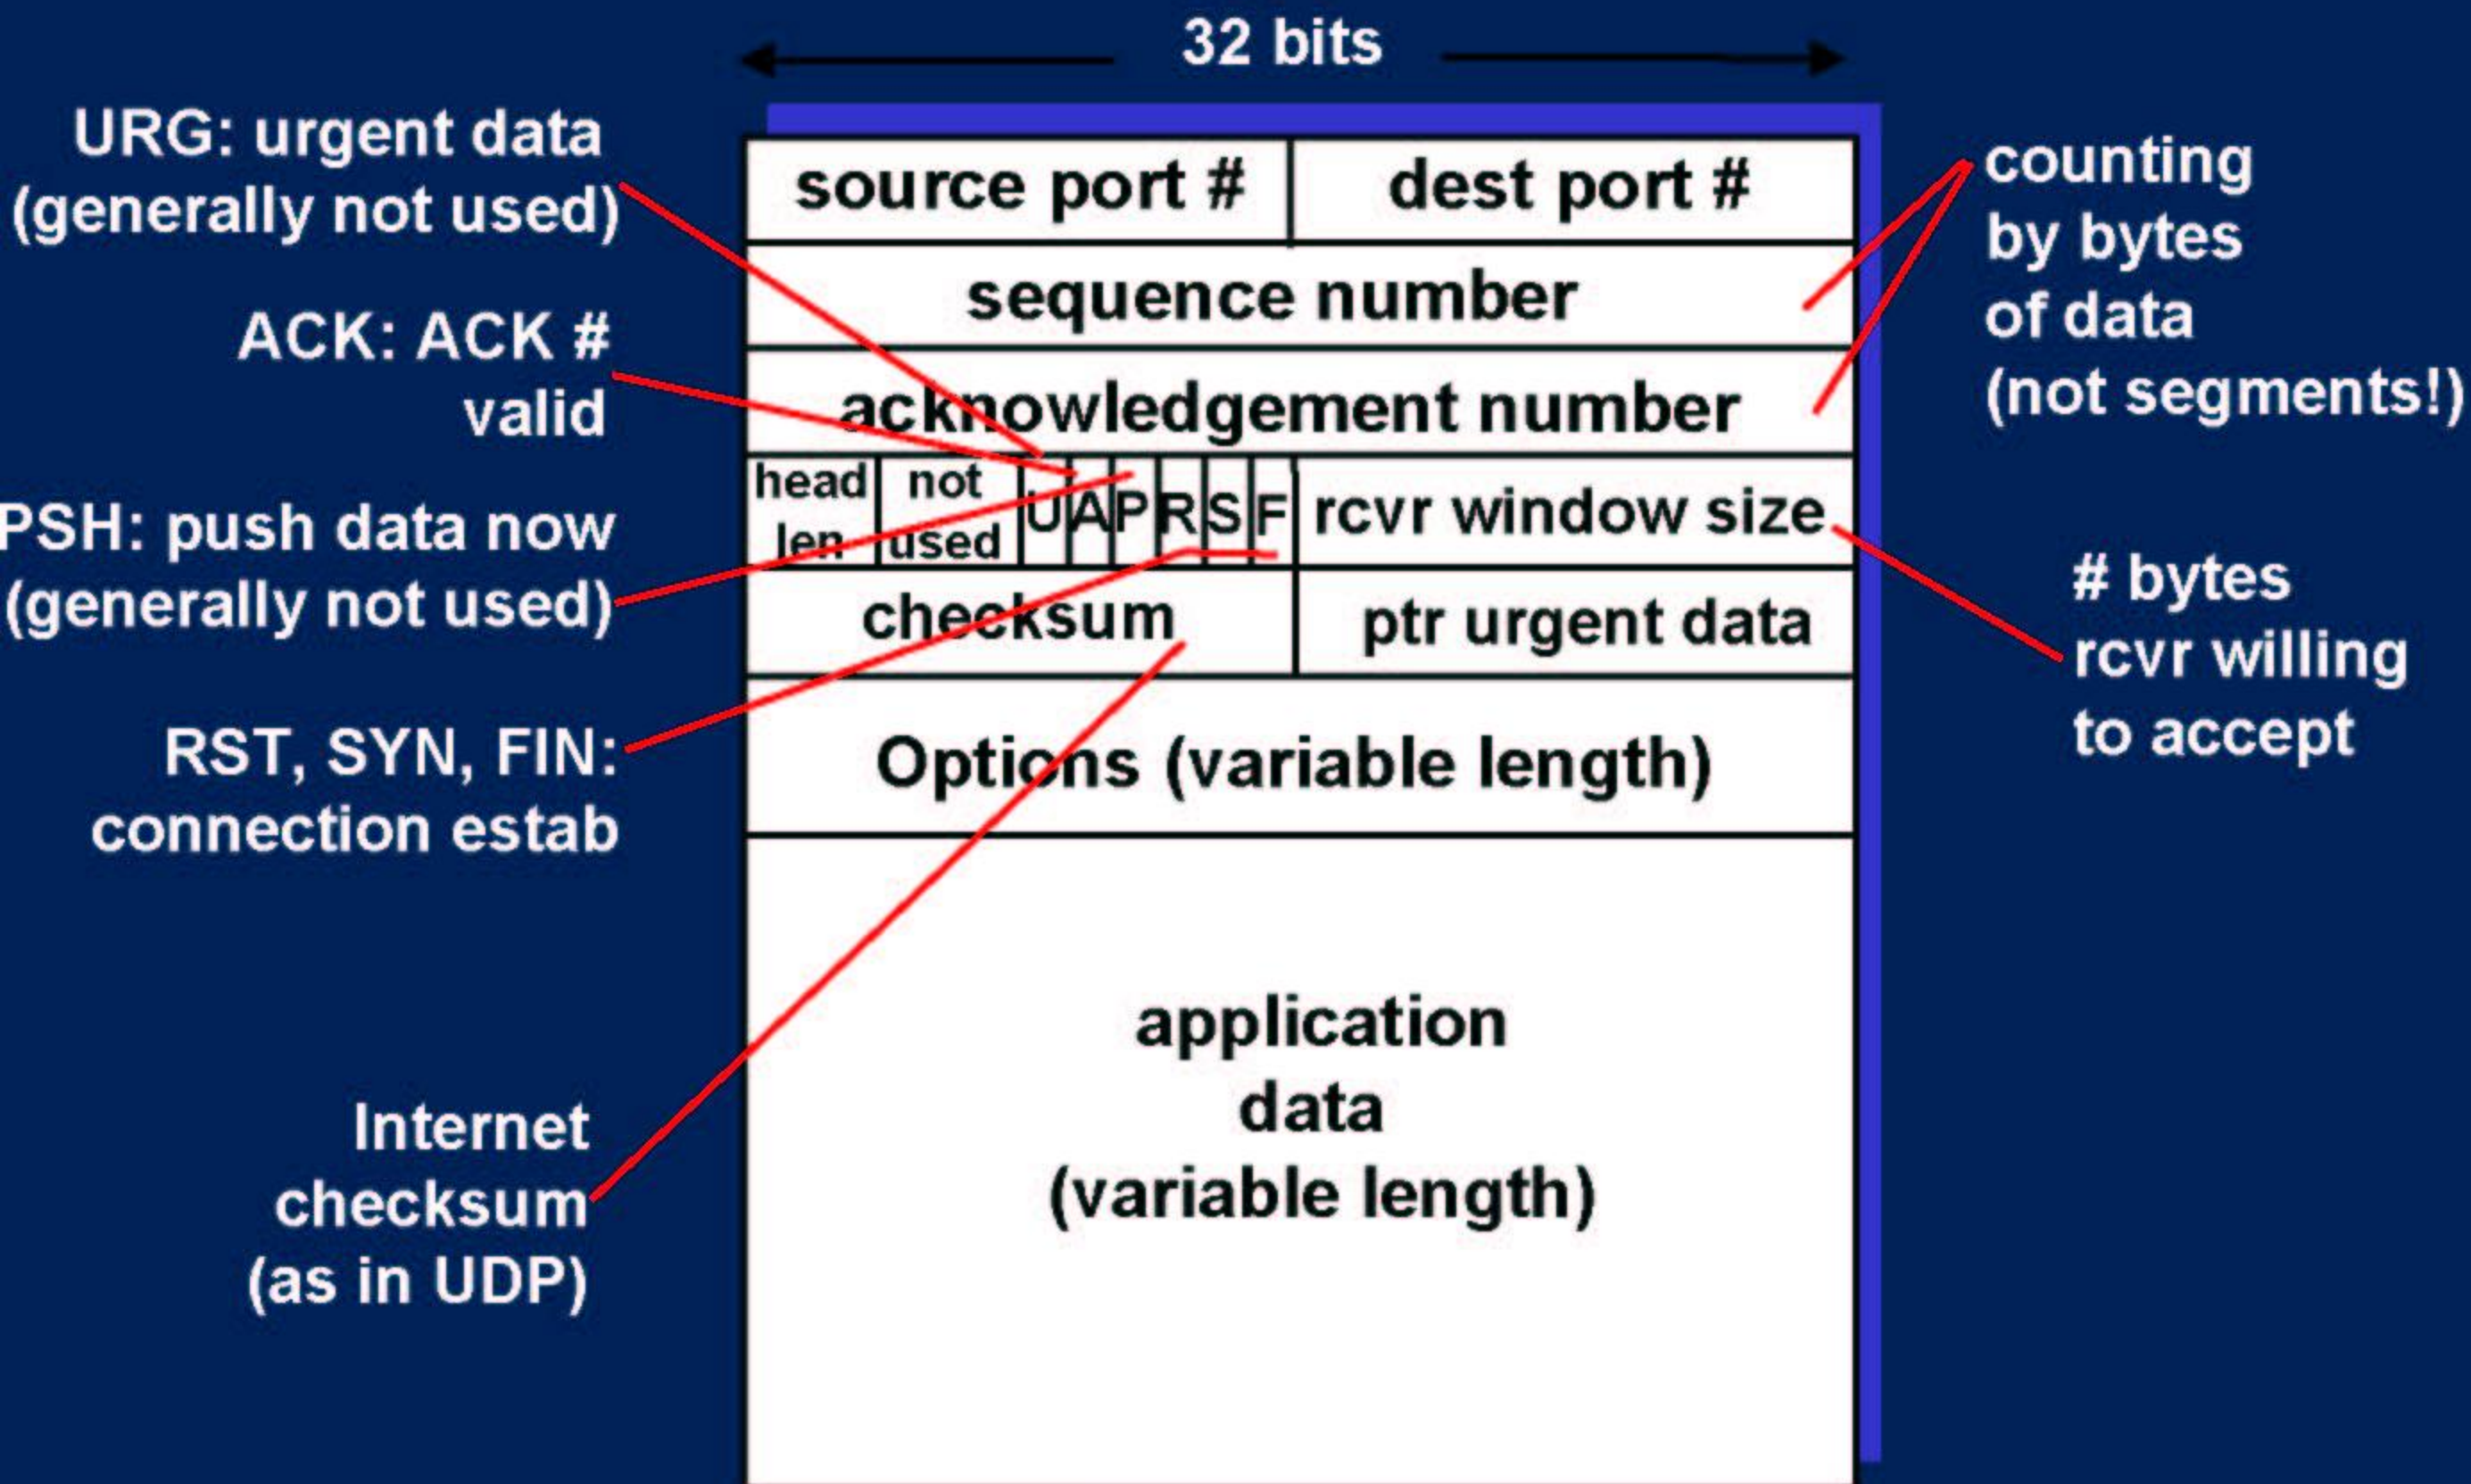 32 bits
URG: urgent data
(generally not used)
ACK: ACK #
valid
PSH: push data now
(generally not used)
RST, SYN, FIN:
connection estab
Internet
checksum
(as in UDP)
source port # dest port #
sequence number
acknowledgement number
head
len
not
used
U A P R S F
rcvr window size
checksum
ptr urgent data
Options (variable length)
application
data
(variable length)
counting
by bytes
of data
(not segments!)
# bytes
rcvr willing
to accept